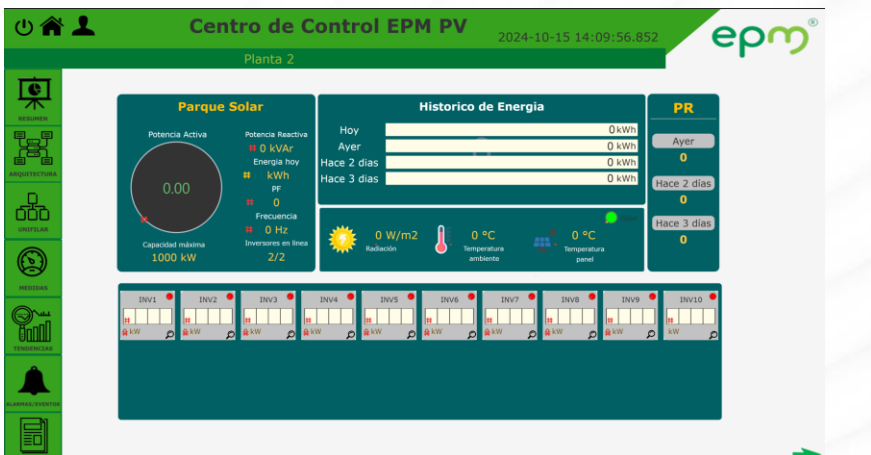 Centro de Control EPM PV
2024-10-15 14:09:56.852
epm®
Planta 2
RESUMEN
ARQUITECTURA
UNIFILAR
MEDIDAS
TENDENCIAS
ALARMAS/EVENTOS
Parque Solar
Potencia Activa
0.00
Capacidad máxima
1000 kW
Potencia Reactiva
# 0 kVAr
Energia hoy
# kWh
PF
# 0
Frecuencia
# 0 Hz
Inversores en linea
2/2
Historico de Energia
Hoy 0 kWh
Ayer 0 kWh
Hace 2 dias 0 kWh
Hace 3 dias 0 kWh
0 W/m2
Radiación
0 °C
Temperatura
ambiente
0 °C
Temperatura
panel
PR
Ayer
0
Hace 2 días
0
Hace 3 días
0
INV1 INV2 INV3 INV4 INV5 INV6 INV7 INV8 INV9 INV10
## ## ## ## ## ## ## ## ## ##
kW kW kW kW kW kW kW kW kW kW